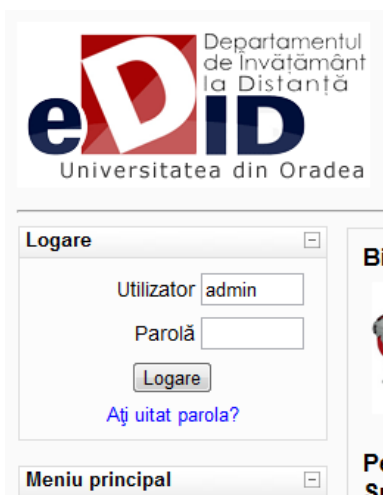 Departamentul
de Învăţământ
la Distanţă
eDID
Universitatea din Oradea
Logare
Utilizator admin
Parolă
Logare
Aţi uitat parola?
Meniu principal